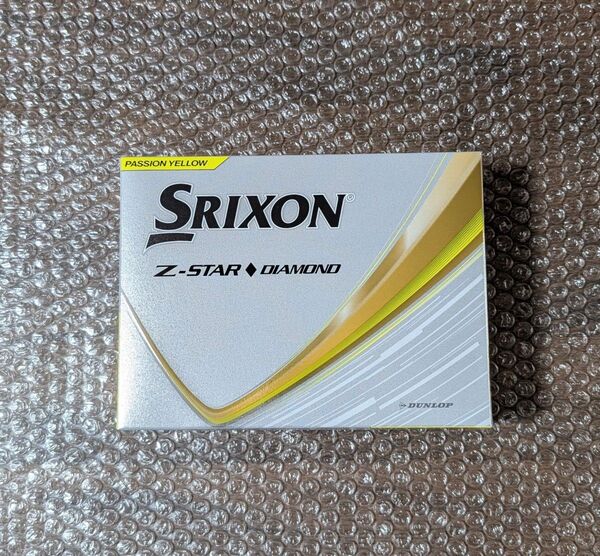 PASSION YELLOW
SRIXON®
Z-STAR ♦ DIAMOND
DUNLOP